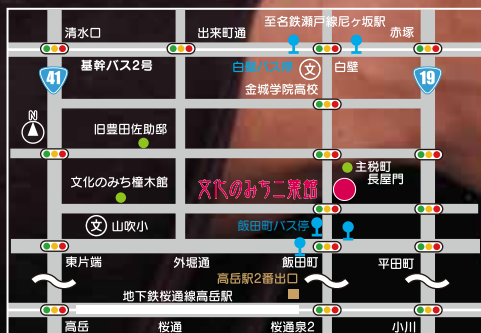 至名鉄瀬戸線尼ヶ坂駅
清水口
出来町通
赤塚
基幹バス2号
白壁バス停
文
白壁
41
19
金城学院高校
N
旧豊田佐助邸
主税町
長屋門
文化のみち橦木館
文化のみち二葉館
文
山吹小
飯田町バス停
東片端
外堀通
飯田町
平田町
高岳駅2番出口
地下鉄桜通線高岳駅
高岳
桜通
桜通泉2
小川